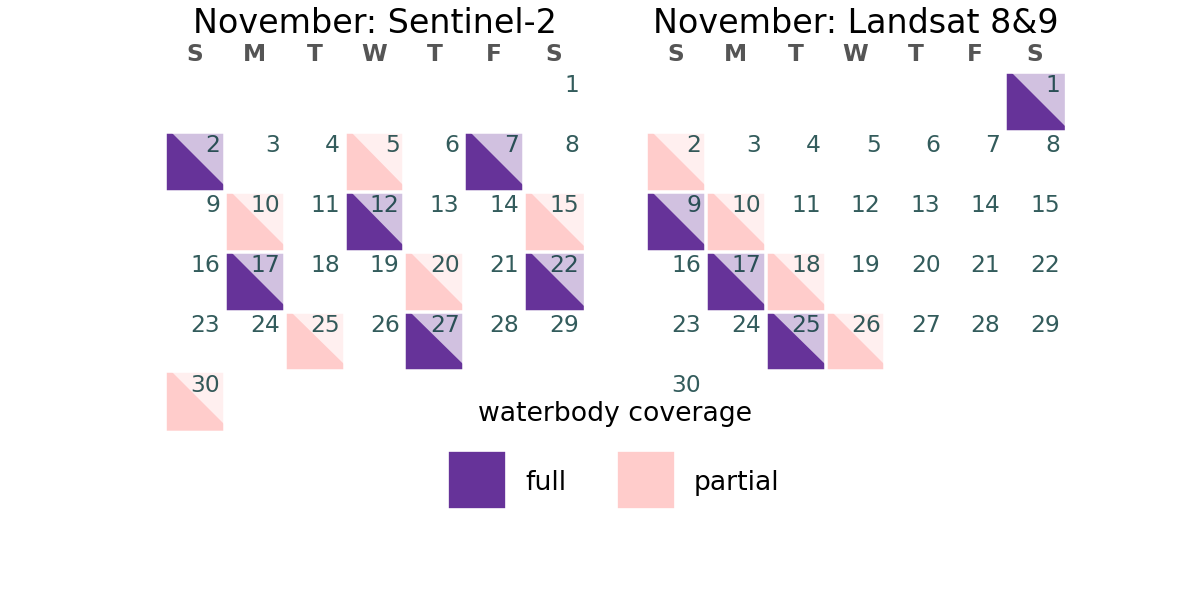 November: Sentinel-2
S M T W T F S
1
2 3 4 5 6 7 8
9 10 11 12 13 14 15
16 17 18 19 20 21 22
23 24 25 26 27 28 29
30
November: Landsat 8&9
S M T W T F S
1
2 3 4 5 6 7 8
9 10 11 12 13 14 15
16 17 18 19 20 21 22
23 24 25 26 27 28 29
30
waterbody coverage
full
partial